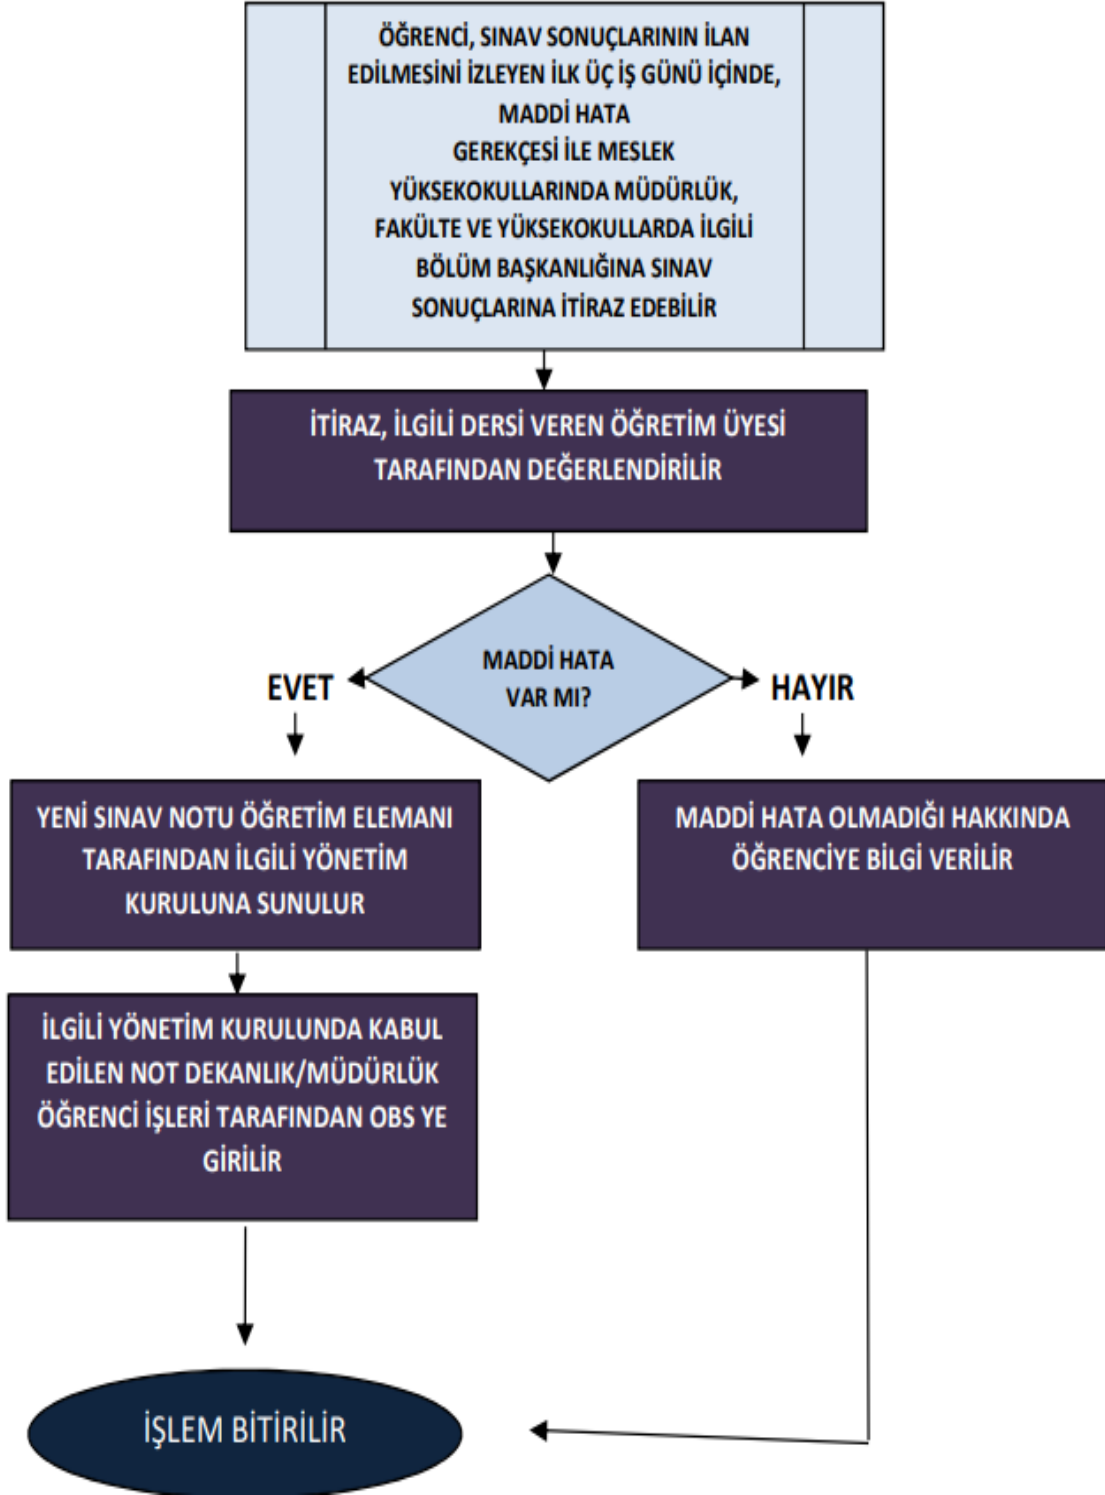 ÖĞRENCİ, SINAV SONUÇLARININ İLAN
EDİLMESİNİ İZLEYEN İLK ÜÇ İŞ GÜNÜ İÇİNDE,
MADDİ HATA
GEREKÇESİ İLE MESLEK
YÜKSEKOKULLARINDA MÜDÜRLÜK,
FAKÜLTE VE YÜKSEKOKULLARDA İLGİLİ
BÖLÜM BAŞKANLIĞINA SINAV
SONUÇLARINA İTİRAZ EDEBİLİR
İTİRAZ, İLGİLİ DERSİ VEREN ÖĞRETİM ÜYESİ
TARAFINDAN DEĞERLENDİRİLİR
MADDİ HATA
VAR MI?
EVET
HAYIR
YENİ SINAV NOTU ÖĞRETİM ELEMANI
TARAFINDAN İLGİLİ YÖNETİM
KURULUNA SUNULUR
MADDİ HATA OLMADIĞI HAKKINDA
ÖĞRENCİYE BİLGİ VERİLİR
İLGİLİ YÖNETİM KURULUNDA KABUL
EDİLEN NOT DEKANLIK/MÜDÜRLÜK
ÖĞRENCİ İŞLERİ TARAFINDAN OBS YE
GİRİLİR
İŞLEM BİTİRİLİR